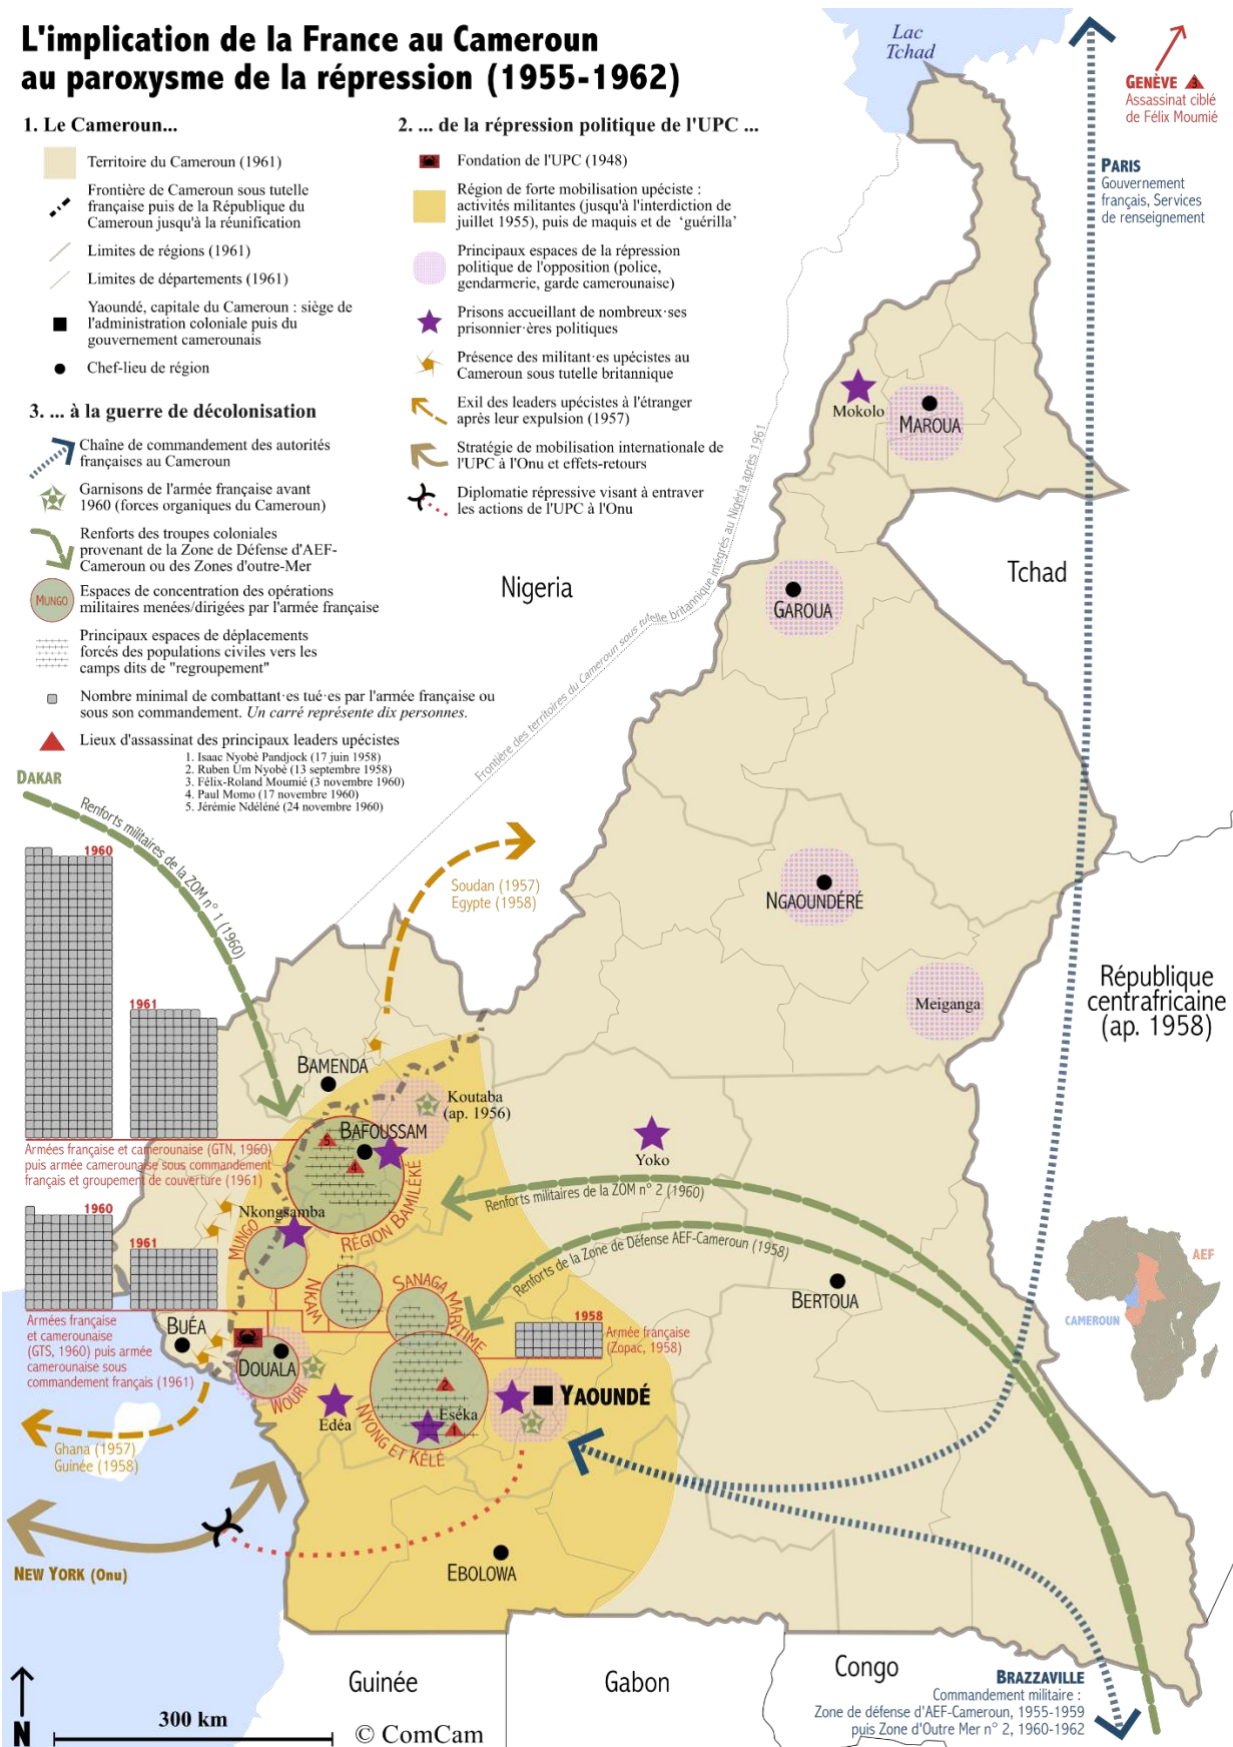 L'implication de la France au Cameroun
au paroxysme de la répression (1955-1962)
1. Le Cameroun...
Territoire du Cameroun (1961)
Frontière de Cameroun sous tutelle
française puis de la République du
Cameroun jusqu'à la réunification
Limites de régions (1961)
Limites de départements (1961)
Yaoundé, capitale du Cameroun : siège de
l'administration coloniale puis du
gouvernement camerounais
Chef-lieu de région
2. ... de la répression politique de l'UPC ...
Fondation de l'UPC (1948)
Région de forte mobilisation upéciste :
activités militantes (jusqu'à l'interdiction de
juillet 1955), puis de maquis et de ‘guérilla’
Principaux espaces de la répression
politique de l'opposition (police,
gendarmerie, garde camerounaise)
Prisons accueillant de nombreux·ses
prisonnier·ères politiques
Présence des militant·es upécistes au
Cameroun sous tutelle britannique
Exil des leaders upécistes à l'étranger
après leur expulsion (1957)
Stratégie de mobilisation internationale de
l'UPC à l'Onu et effets-retours
Diplomatie répressive visant à entraver
les actions de l'UPC à l'Onu
3. ... à la guerre de décolonisation
Chaîne de commandement des autorités
françaises au Cameroun
Garnisons de l'armée française avant
1960 (forces organiques du Cameroun)
Renforts des troupes coloniales
provenant de la Zone de Défense d'AEF-
Cameroun ou des Zones d'outre-Mer
MUNGO
Espaces de concentration des opérations
militaires menées/dirigées par l'armée française
Principaux espaces de déplacements
forcés des populations civiles vers les
camps dits de "regroupement"
Nombre minimal de combattant·es tué·es par l'armée française ou
sous son commandement. Un carré représente dix personnes.
Lieux d'assassinat des principaux leaders upécistes
1. Isaac Nyobè Pandjock (17 juin 1958)
2. Ruben Um Nyobè (13 septembre 1958)
3. Félix-Roland Moumié (3 novembre 1960)
4. Paul Momo (17 novembre 1960)
5. Jérémie Ndéléné (24 novembre 1960)
Lac
Tchad
GENÈVE 3
Assassinat ciblé
de Félix Moumié
PARIS
Gouvernement
français, Services
de renseignement
Mokolo
MAROUA
Frontière des territoires du Cameroun sous tutelle britannique intégrés au Nigéria après 1961
Nigeria
Tchad
GAROUA
DAKAR
Renforts militaires de la ZOM n° 1 (1960)
Soudan (1957)
Egypte (1958)
NGAOUNDÉRÉ
Meiganga
République
centrafricaine
(ap. 1958)
1960
1961
Armées française et camerounaise (GTN, 1960)
puis armée camerounaise sous commandement
français et groupement de couverture (1961)
BAMENDA
Koutaba
(ap. 1956)
5
BAFOUSSAM
4
RÉGION BAMILÉKÉ
Yoko
Renforts militaires de la ZOM n° 2 (1960)
Renforts de la Zone de Défense AEF-Cameroun (1958)
Nkongsamba
MUNGO
NKAM
SANAGA MARITIME
1960
1961
Armées française
et camerounaise
(GTS, 1960) puis armée
camerounaise sous
commandement français (1961)
BUÉA
DOUALA
WOURI
Edéa
2
Eséka
1
NYONG ET KÉLÉ
1958
Armée française
(Zopac, 1958)
YAOUNDÉ
BERTOUA
AEF
CAMEROUN
Ghana (1957)
Guinée (1958)
NEW YORK (Onu)
EBOLOWA
Guinée
Gabon
Congo
BRAZZAVILLE
Commandement militaire :
Zone de défense d'AEF-Cameroun, 1955-1959
puis Zone d'Outre Mer n° 2, 1960-1962
N
300 km
© ComCam